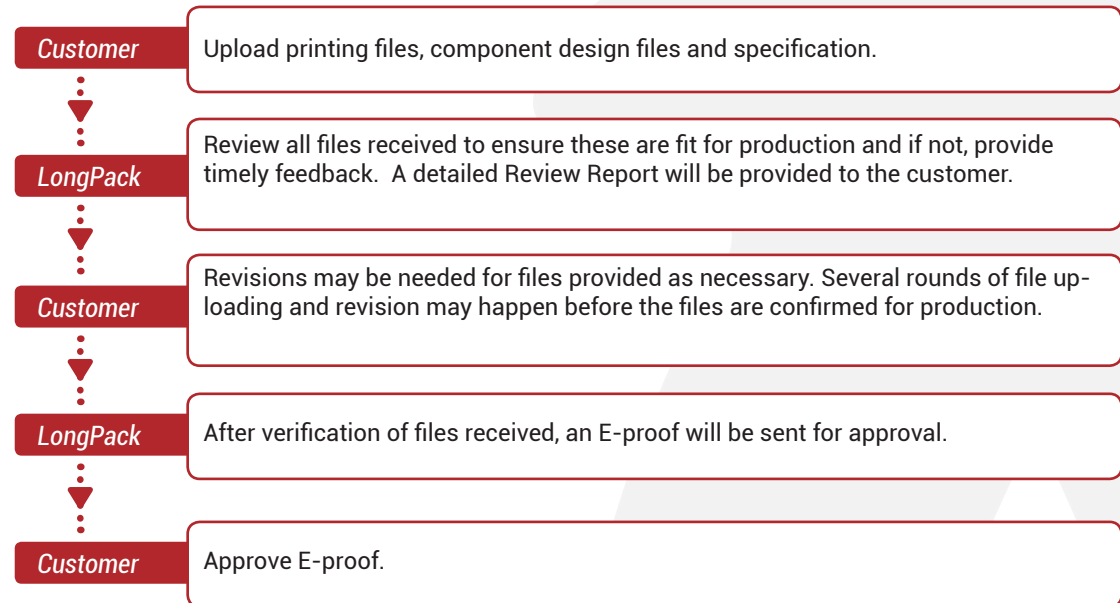 Customer
Upload printing files, component design files and specification.
LongPack
Review all files received to ensure these are fit for production and if not, provide
timely feedback.  A detailed Review Report will be provided to the customer.
Customer
Revisions may be needed for files provided as necessary. Several rounds of file up-
loading and revision may happen before the files are confirmed for production.
LongPack
After verification of files received, an E-proof will be sent for approval.
Customer
Approve E-proof.